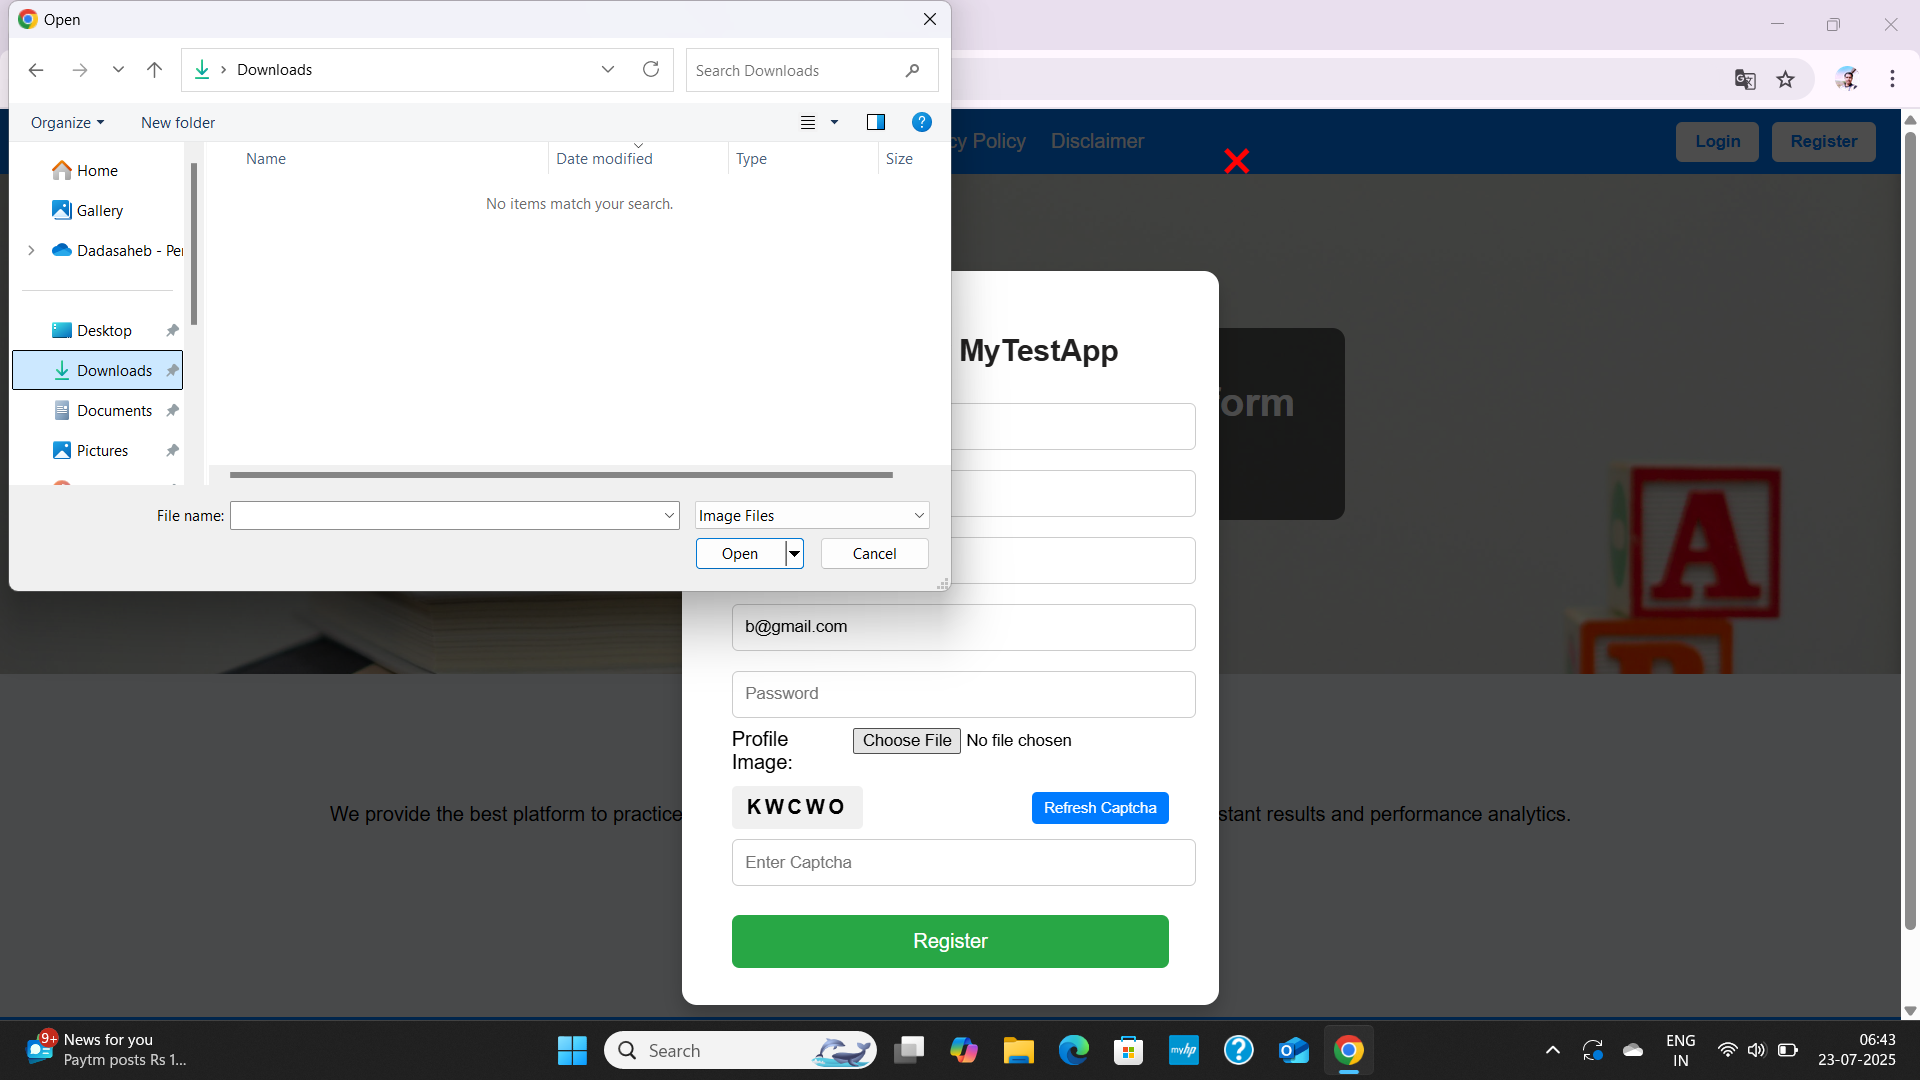 Open
Downloads
Search Downloads
Organize
New folder
Name
Date modified
Type
Size
Home
Gallery
Dadasaheb - Per
No items match your search.
Desktop
Downloads
Documents
Pictures
File name:
Image Files
Open
Cancel
cy Policy
Disclaimer
Login
Register
MyTestApp
form
b@gmail.com
Password
Profile
Image:
Choose File No file chosen
KWCWO
Refresh Captcha
Enter Captcha
Register
We provide the best platform to practice
stant results and performance analytics.
A
9+
News for you
Paytm posts Rs 1...
Search
myhp
ENG
IN
06:43
23-07-2025